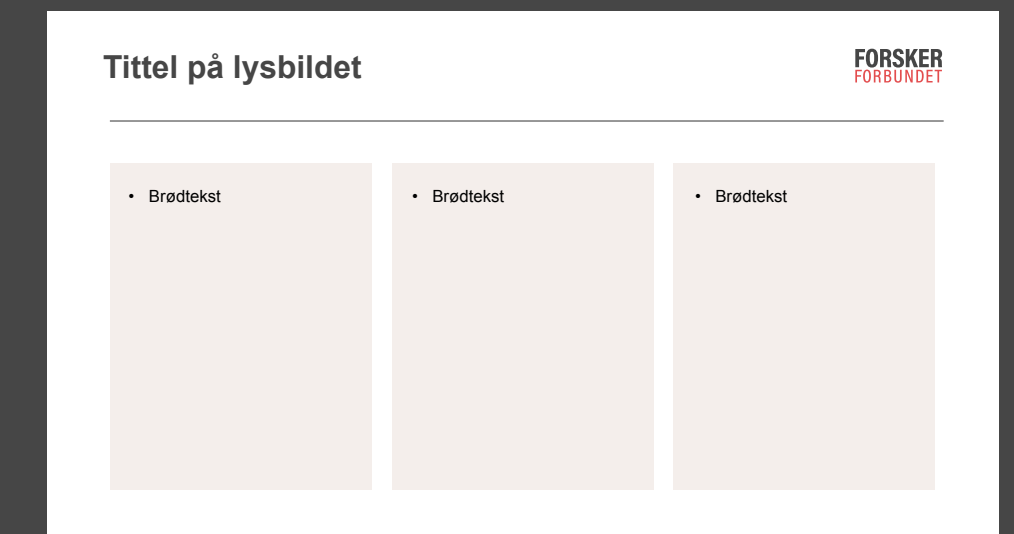 Tittel på lysbildet
FORSKER
FORBUNDET
• Brødtekst
• Brødtekst
• Brødtekst